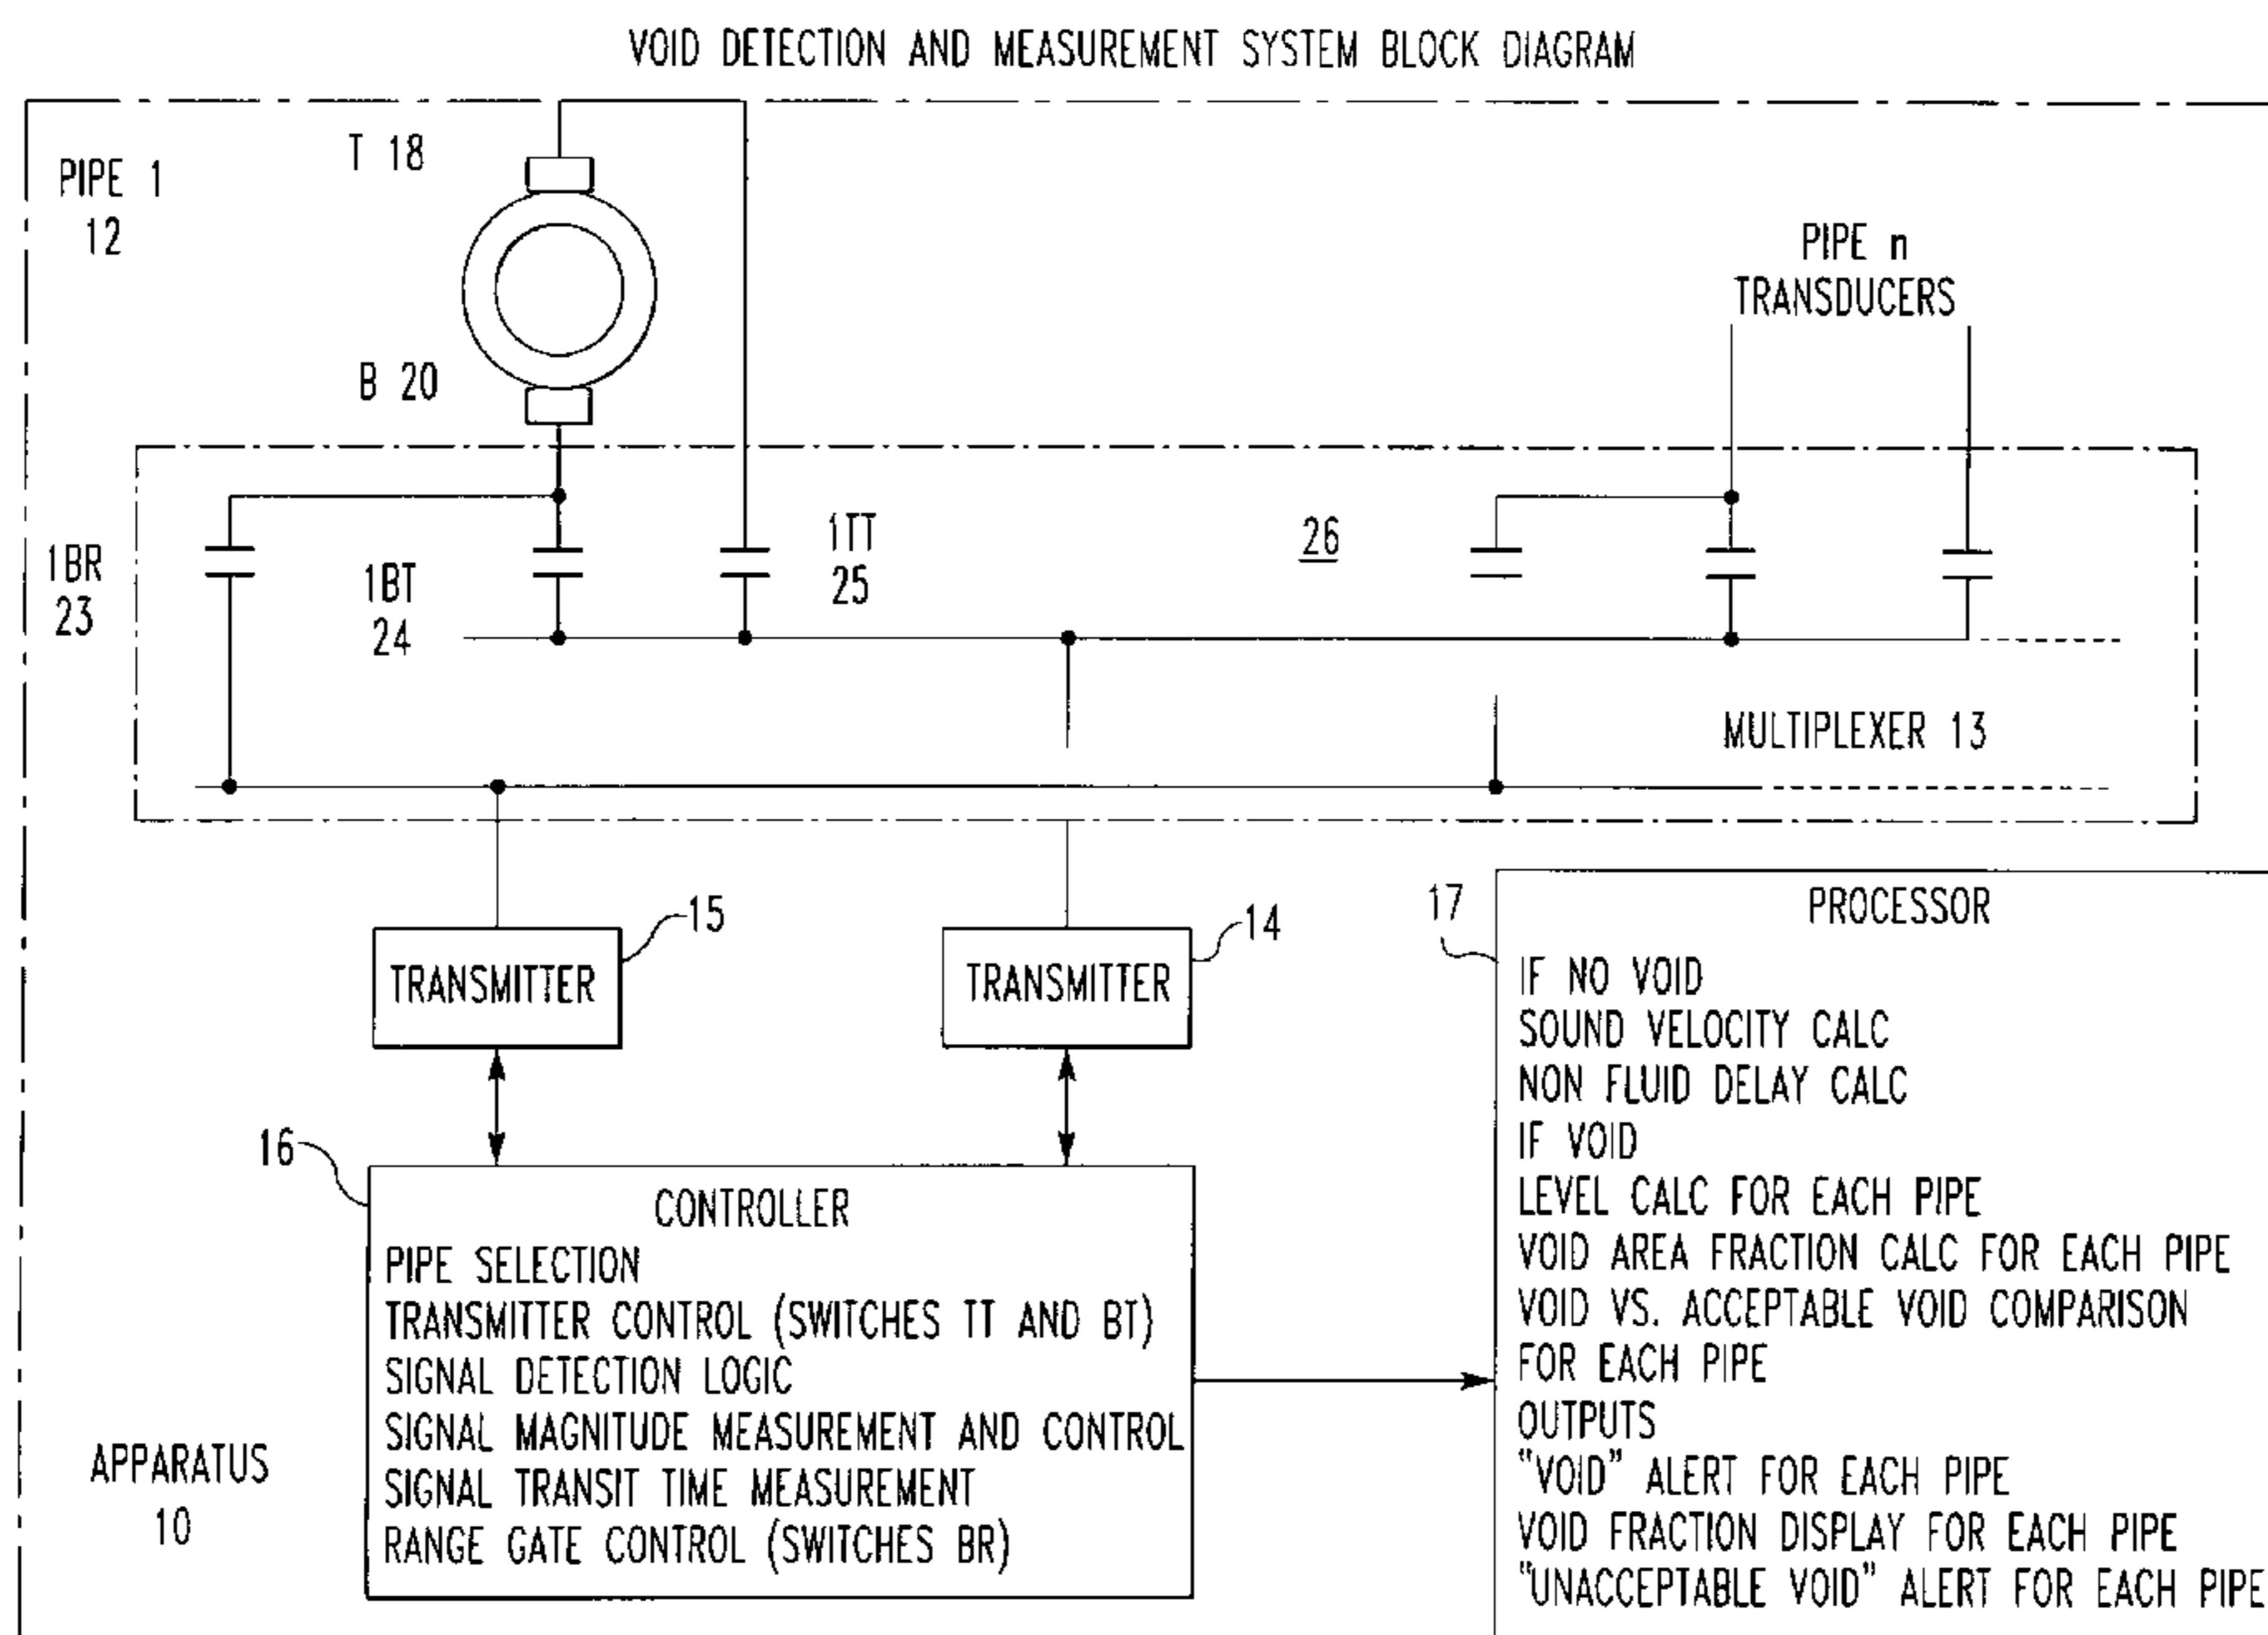 VOID DETECTION AND MEASUREMENT SYSTEM BLOCK DIAGRAM
PIPE 1
12
T 18
B 20
PIPE n
TRANSDUCERS
1BR
23
1BT
24
1TT
25
26
MULTIPLEXER 13
15
TRANSMITTER
14
TRANSMITTER
16
CONTROLLER
PIPE SELECTION
TRANSMITTER CONTROL (SWITCHES TT AND BT)
SIGNAL DETECTION LOGIC
SIGNAL MAGNITUDE MEASUREMENT AND CONTROL
SIGNAL TRANSIT TIME MEASUREMENT
RANGE GATE CONTROL (SWITCHES BR)
17
PROCESSOR
IF NO VOID
SOUND VELOCITY CALC
NON FLUID DELAY CALC
IF VOID
LEVEL CALC FOR EACH PIPE
VOID AREA FRACTION CALC FOR EACH PIPE
VOID VS. ACCEPTABLE VOID COMPARISON
FOR EACH PIPE
OUTPUTS
"VOID" ALERT FOR EACH PIPE
VOID FRACTION DISPLAY FOR EACH PIPE
"UNACCEPTABLE VOID" ALERT FOR EACH PIPE
APPARATUS
10